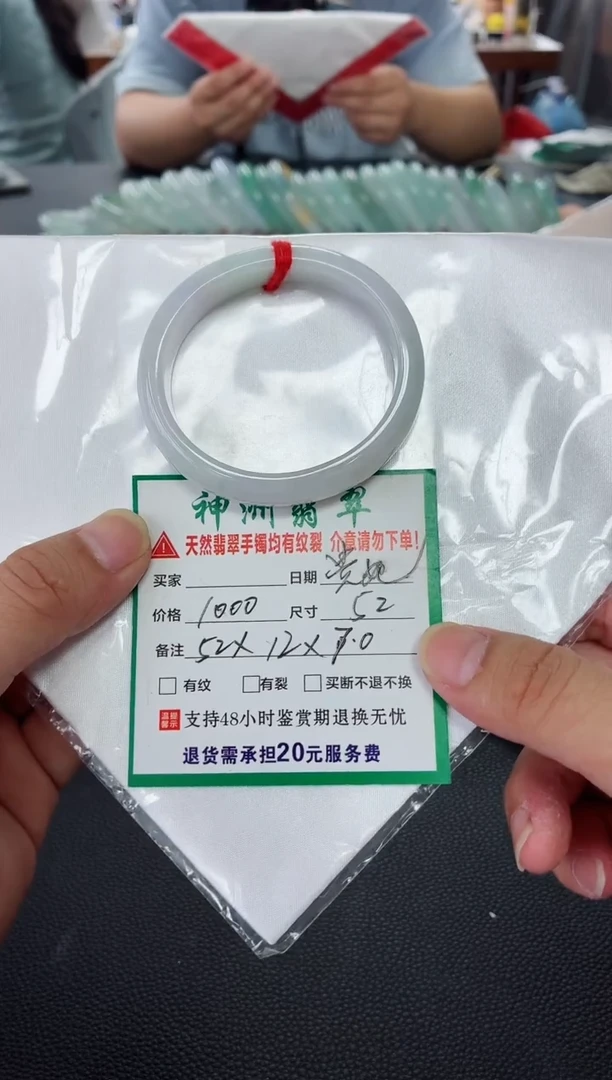 神洲翡翠
天然翡翠手镯均有纹裂 介意请勿下单!
买家 日期 贵妃
价格 1000 尺寸 52
备注 52X12X7.0
有纹 有裂 买断不退不换
温馨提示 支持48小时鉴赏期退换无忧
退货需承担20元服务费